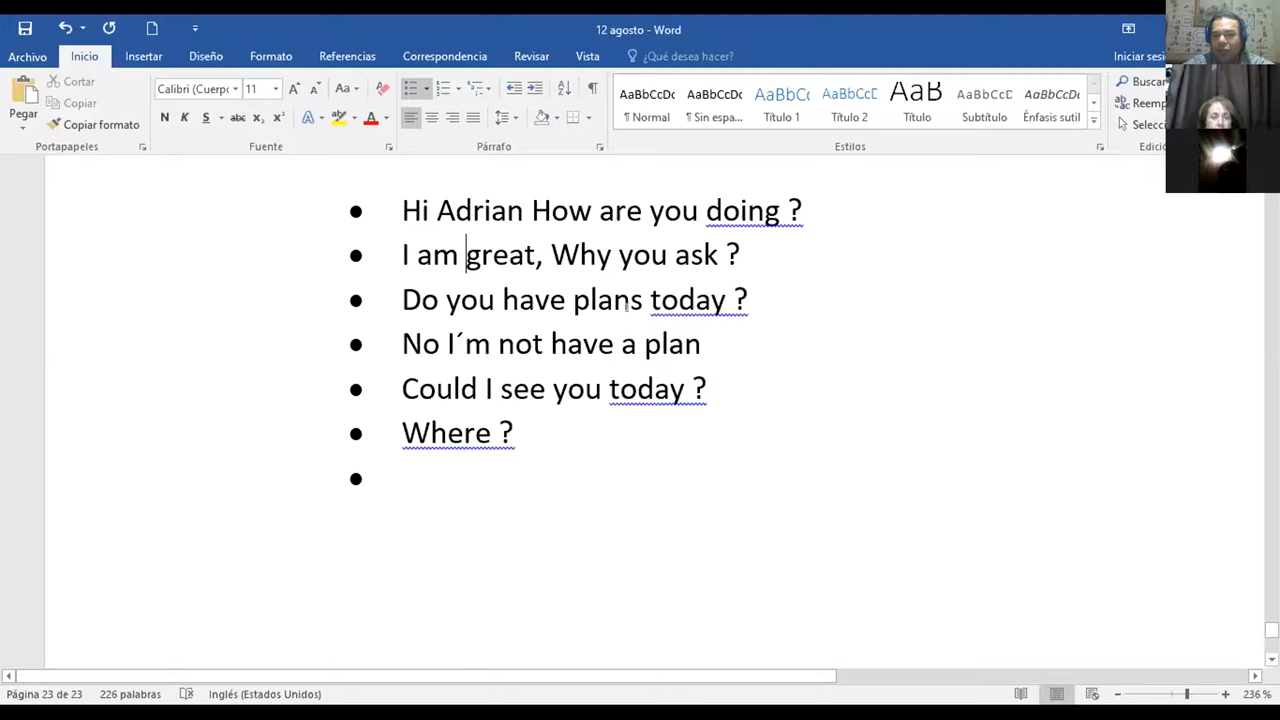 12 agosto - Word
Archivo Inicio Insertar Diseño Formato Referencias Correspondencia Revisar Vista ¿Qué desea hacer? Iniciar sesi
Pegar
Cortar
Copiar
Copiar formato
Portapapeles
Calibri (Cuerpo 11
N K S abc x₂ x²
Fuente
Párrafo
AaBbCcDc AaBbCcDc AaBbCc AaBbCcD AaB AaBbCcD AaBbCcDc
¶ Normal ¶ Sin espa... Título 1 Título 2 Título Subtítulo Énfasis sutil
Estilos
Buscar
Reemp
Selecci
Edició
• Hi Adrian How are you doing ?
• I am great, Why you ask ?
• Do you have plans today ?
• No I´m not have a plan
• Could I see you today ?
• Where ?
•
Página 23 de 23 226 palabras Inglés (Estados Unidos) 236 %